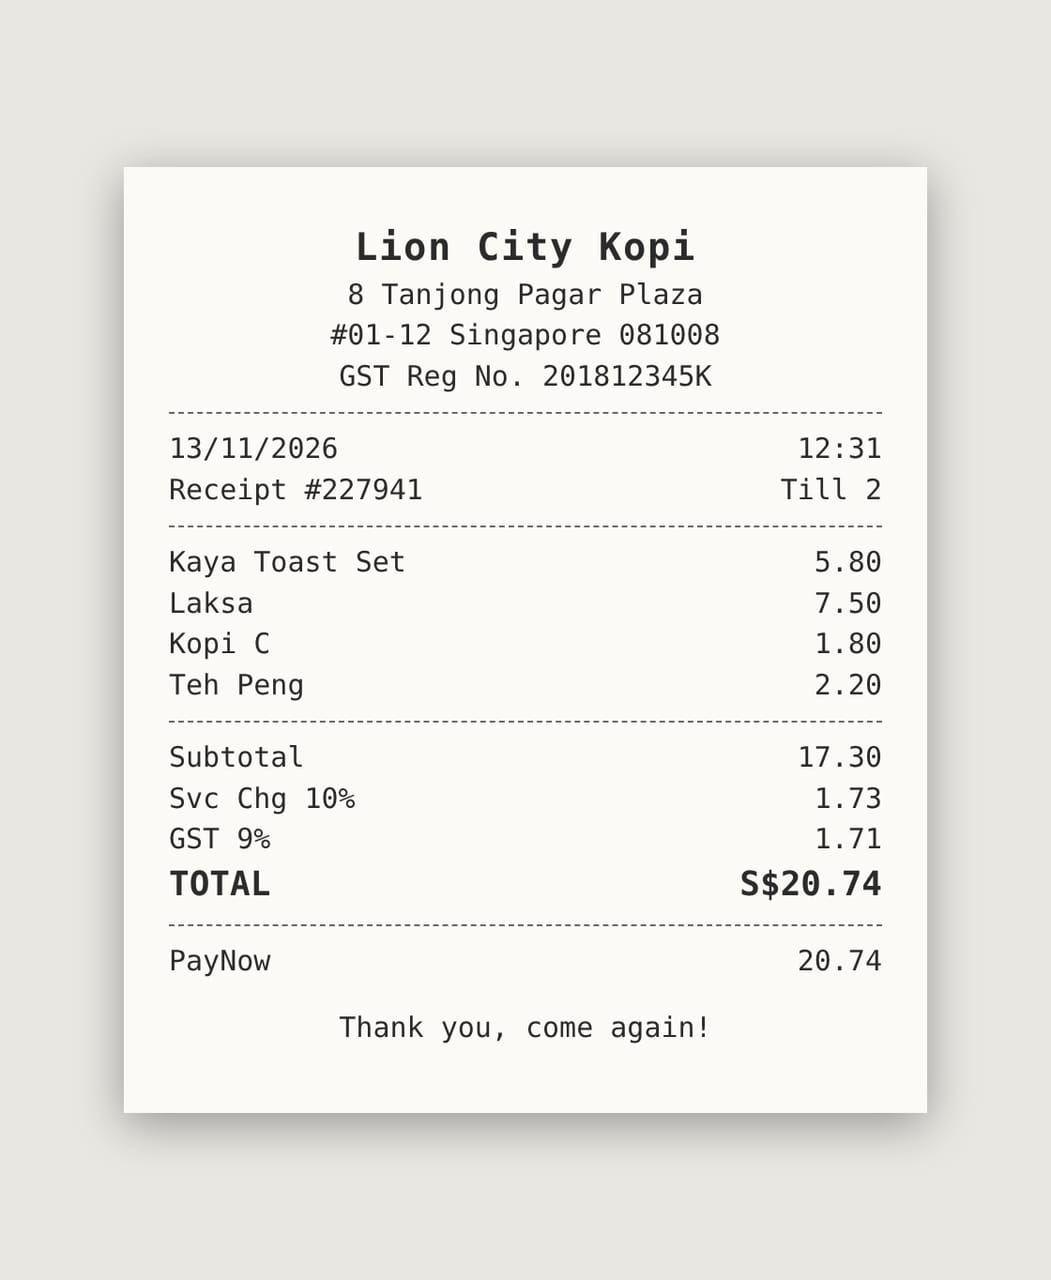 Lion City Kopi
8 Tanjong Pagar Plaza
#01-12 Singapore 081008
GST Reg No. 201812345K
13/11/2026 12:31
Receipt #227941 Till 2
Kaya Toast Set 5.80
Laksa 7.50
Kopi C 1.80
Teh Peng 2.20
Subtotal 17.30
Svc Chg 10% 1.73
GST 9% 1.71
TOTAL S$20.74
PayNow 20.74
Thank you, come again!